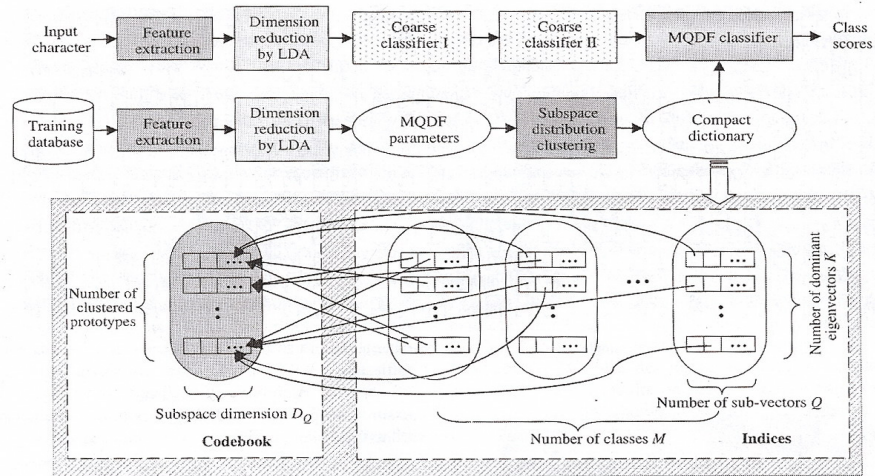 Input
character
Feature
extraction
Dimension
reduction
by LDA
Coarse
classifier I
Coarse
classifier II
MQDF classifier
Class
scores
Training
database
Feature
extraction
Dimension
reduction
by LDA
MQDF
parameters
Subspace
distribution
clustering
Compact
dictionary
Number of
clustered
prototypes
Number of dominant
eigenvectors K
Subspace dimension D_Q
Codebook
Number of sub-vectors Q
Number of classes M
Indices